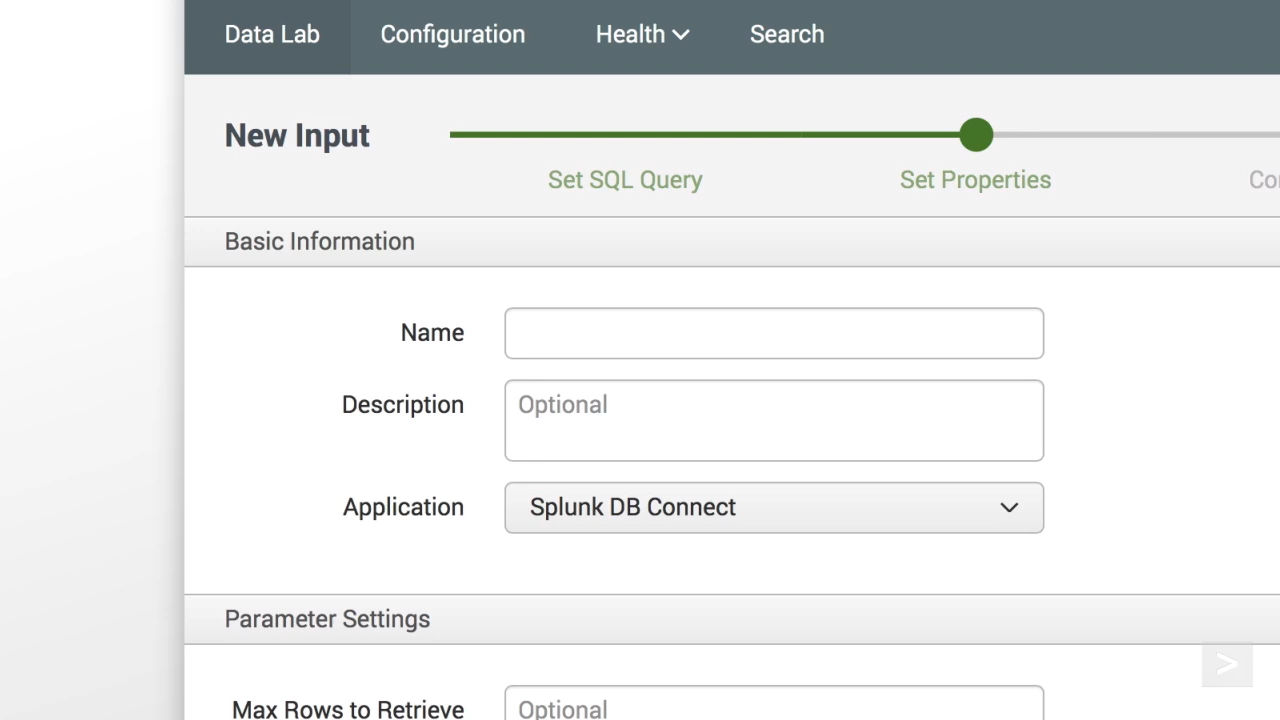 Data Lab Configuration Health Search
New Input
Set SQL Query Set Properties
Basic Information
Name
Description Optional
Application Splunk DB Connect
Parameter Settings
>
Max Rows to Retrieve Optional